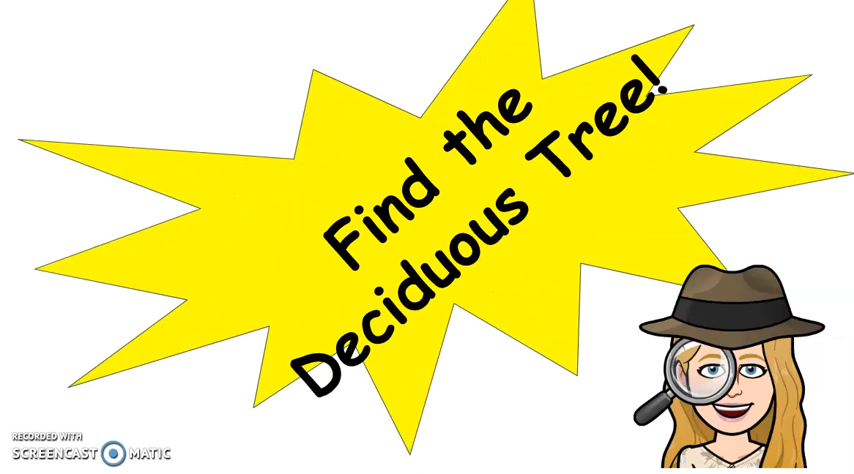 Find the
Deciduous Tree!
RECORDED WITH
SCREENCAST MATIC